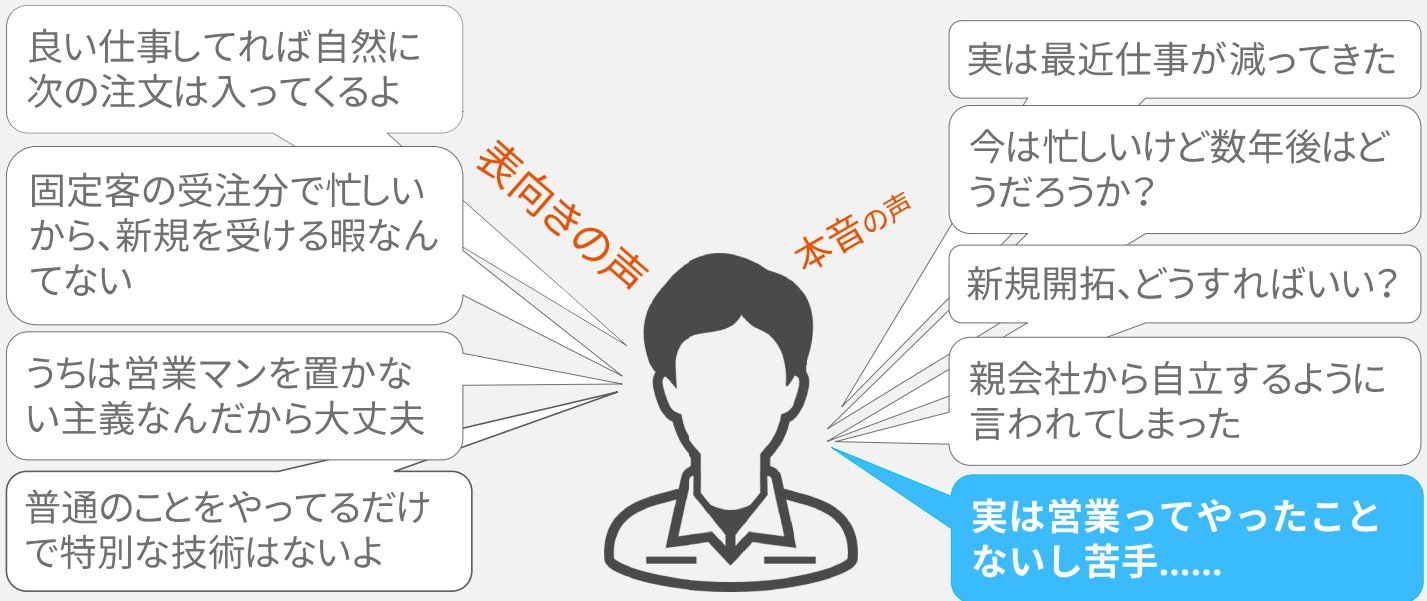 良い仕事してれば自然に
次の注文は入ってくるよ
固定客の受注分で忙しい
から、新規を受ける暇なん
てない
うちは営業マンを置かな
い主義なんだから大丈夫
普通のことをやってるだけ
で特別な技術はないよ
表向きの声
本音の声
実は最近仕事が減ってきた
今は忙しいけど数年後はど
うだろうか？
新規開拓、どうすればいい？
親会社から自立するように
言われてしまった
実は営業ってやったこと
ないし苦手……